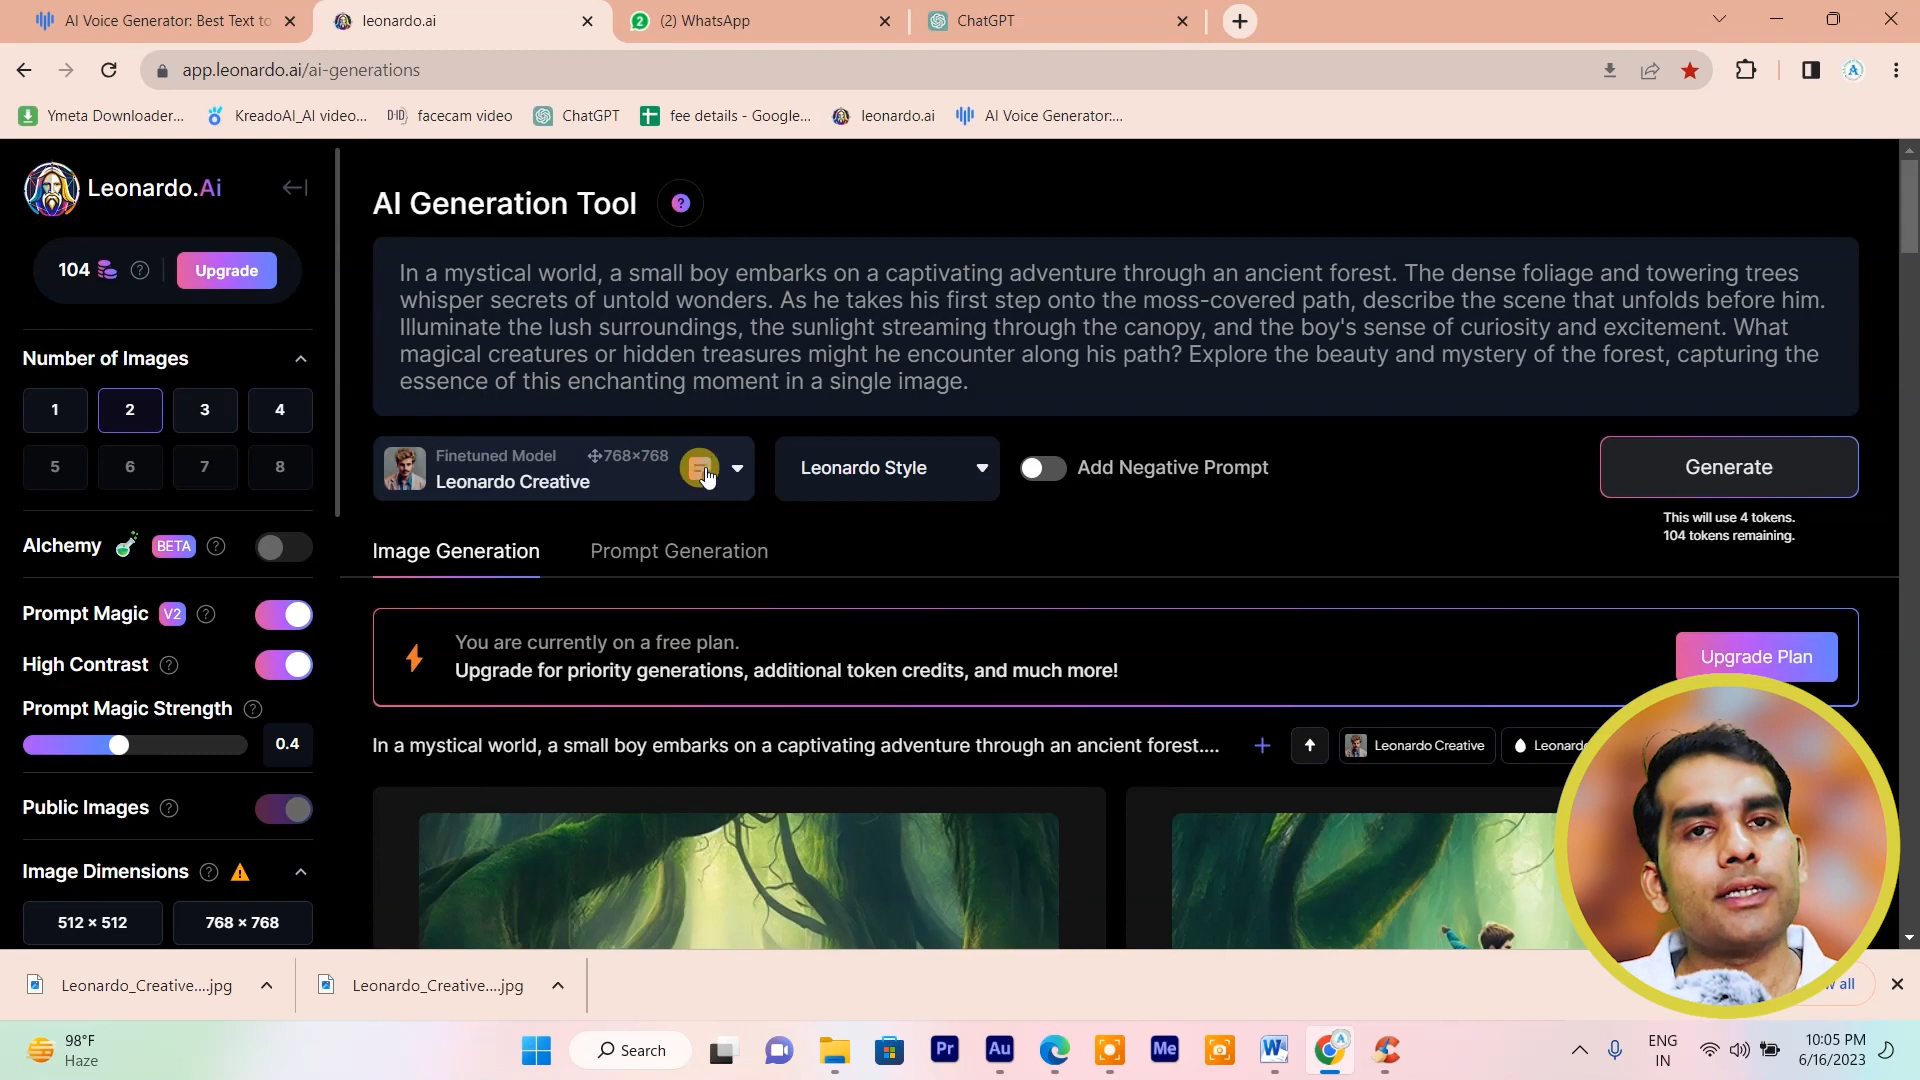 AI Voice Generator: Best Text to
leonardo.ai
(2) WhatsApp
ChatGPT
app.leonardo.ai/ai-generations
Ymeta Downloader...
KreadoAI_AI video...
D-ID facecam video
ChatGPT
fee details - Google...
leonardo.ai
AI Voice Generator:...
Leonardo.Ai
104
Upgrade
Number of Images
1 2 3 4
5 6 7 8
Alchemy BETA
Prompt Magic V2
High Contrast
Prompt Magic Strength
0.4
Public Images
Image Dimensions
512 × 512 768 × 768
AI Generation Tool
In a mystical world, a small boy embarks on a captivating adventure through an ancient forest. The dense foliage and towering trees
whisper secrets of untold wonders. As he takes his first step onto the moss-covered path, describe the scene that unfolds before him.
Illuminate the lush surroundings, the sunlight streaming through the canopy, and the boy's sense of curiosity and excitement. What
magical creatures or hidden treasures might he encounter along his path? Explore the beauty and mystery of the forest, capturing the
essence of this enchanting moment in a single image.
Finetuned Model 768×768
Leonardo Creative
Leonardo Style
Add Negative Prompt
Generate
This will use 4 tokens.
104 tokens remaining.
Image Generation
Prompt Generation
You are currently on a free plan.
Upgrade for priority generations, additional token credits, and much more!
Upgrade Plan
In a mystical world, a small boy embarks on a captivating adventure through an ancient forest....
Leonardo Creative
Leonardo_Creative....jpg
Leonardo_Creative....jpg
all
98°F
Haze
Search
Pr
Au
Me
ENG
IN
10:05 PM
6/16/2023